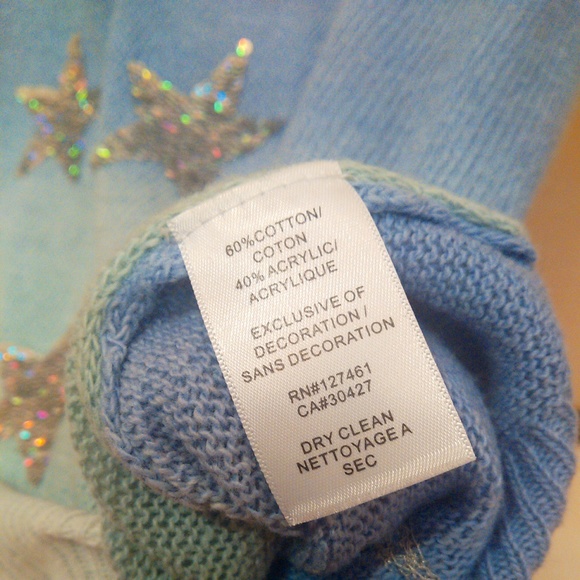 60%COTTON/
COTON
40% ACRYLIC/
ACRYLIQUE
EXCLUSIVE OF
DECORATION /
SANS DECORATION
RN#127461
CA#30427
DRY CLEAN
NETTOYAGE A
SEC